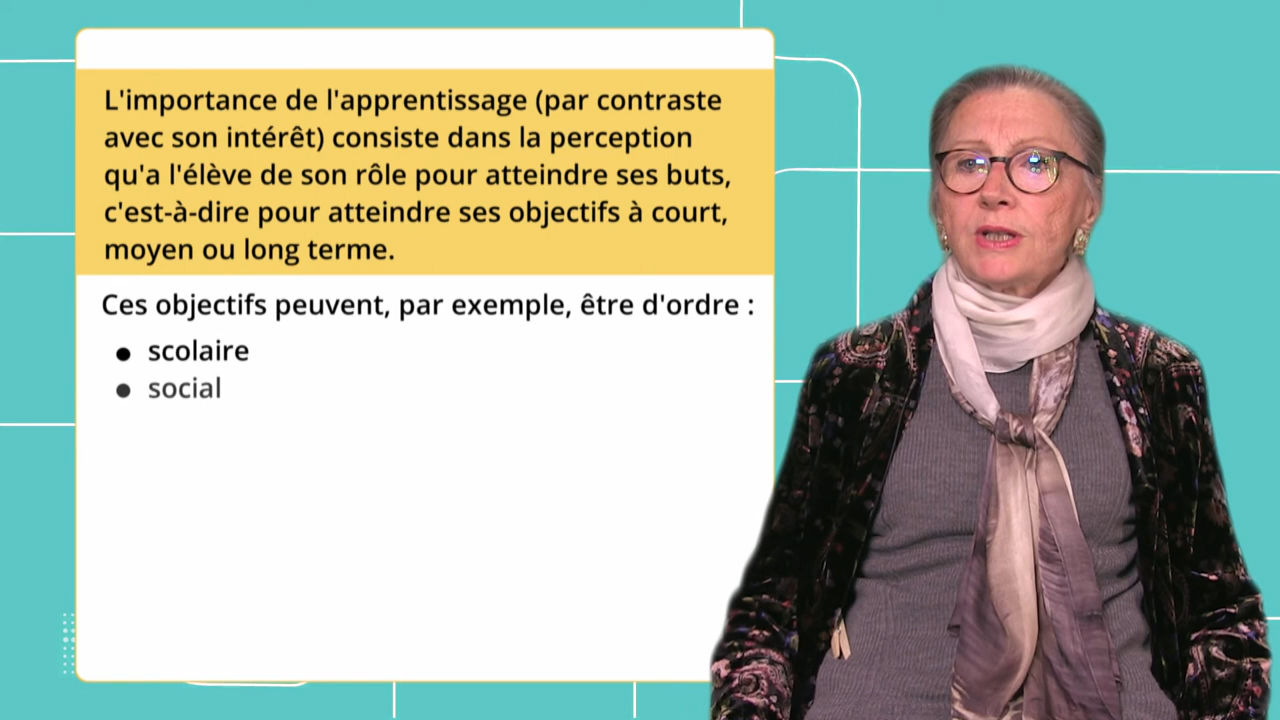 L'importance de l'apprentissage (par contraste
avec son intérêt) consiste dans la perception
qu'a l'élève de son rôle pour atteindre ses buts,
c'est-à-dire pour atteindre ses objectifs à court,
moyen ou long terme.
Ces objectifs peuvent, par exemple, être d'ordre :
● scolaire
● social